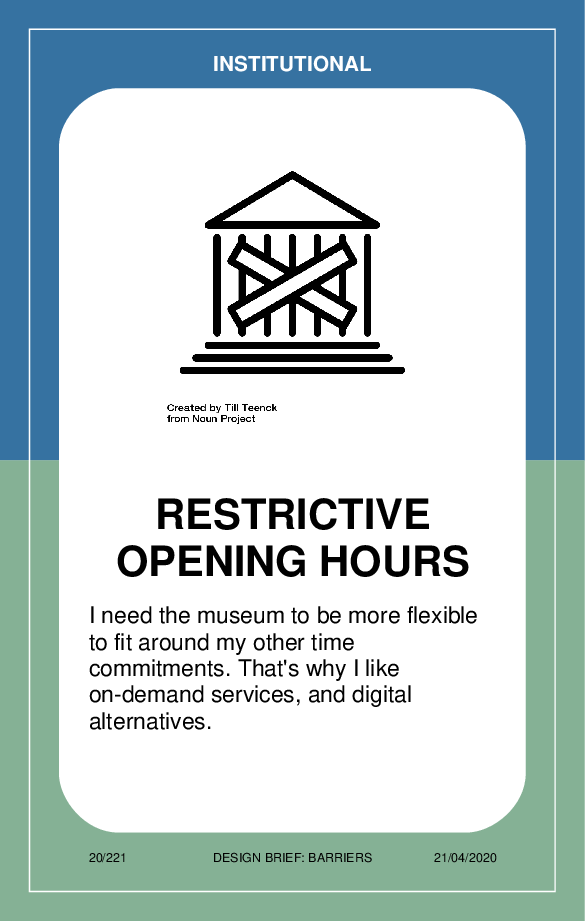 INSTITUTIONAL
Created by Till Teenck
from Noun Project
RESTRICTIVE
OPENING HOURS
I need the museum to be more flexible
to fit around my other time
commitments. That's why I like
on-demand services, and digital
alternatives.
20/221 DESIGN BRIEF: BARRIERS 21/04/2020